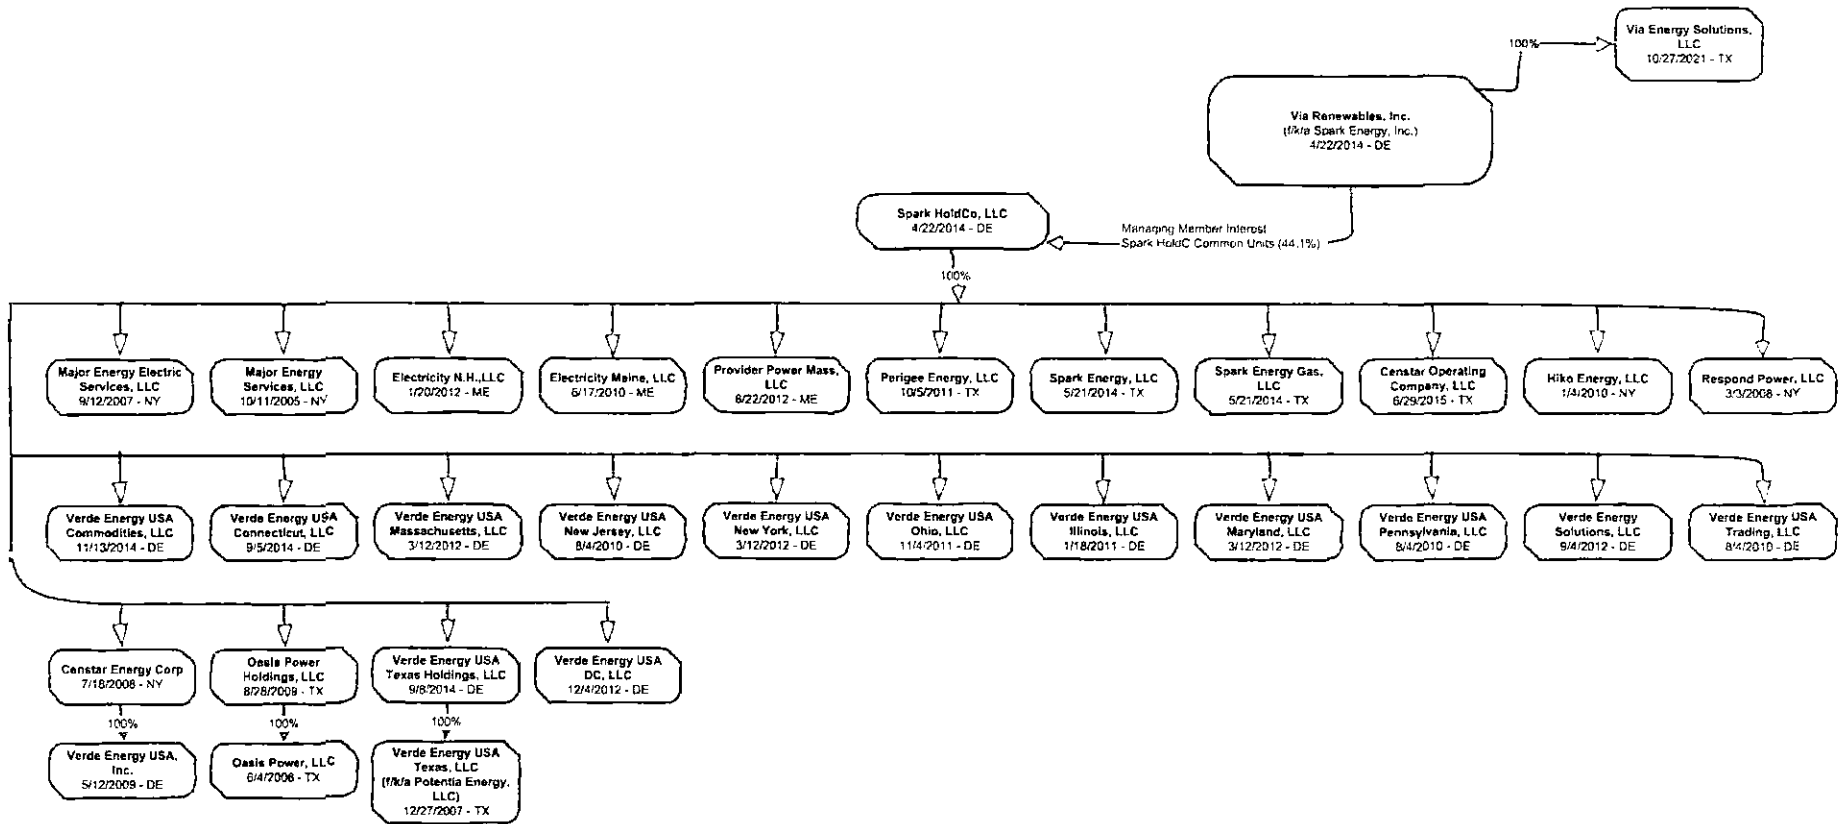 Via Energy Solutions,
LLC
10/27/2021 - TX
100%
Via Renewables, Inc.
(f/k/a Spark Energy, Inc.)
4/22/2014 - DE
Spark HoldCo, LLC
4/22/2014 - DE
Managing Member Interest
Spark HoldC Common Units (44.1%)
100%
Major Energy Electric
Services, LLC
9/12/2007 - NY
Major Energy
Services, LLC
10/11/2005 - NY
Electricity N.H.,LLC
1/20/2012 - ME
Electricity Maine, LLC
6/17/2010 - ME
Provider Power Mass,
LLC
8/22/2012 - ME
Perigee Energy, LLC
10/5/2011 - TX
Spark Energy, LLC
5/21/2014 - TX
Spark Energy Gas,
LLC
5/21/2014 - TX
Censtar Operating
Company, LLC
6/29/2015 - TX
Hiko Energy, LLC
1/4/2010 - NY
Respond Power, LLC
3/3/2008 - NY
Verde Energy USA
Commodities, LLC
11/13/2014 - DE
Verde Energy USA
Connecticut, LLC
9/5/2014 - DE
Verde Energy USA
Massachusetts, LLC
3/12/2012 - DE
Verde Energy USA
New Jersey, LLC
8/4/2010 - DE
Verde Energy USA
New York, LLC
3/12/2012 - DE
Verde Energy USA
Ohio, LLC
11/4/2011 - DE
Verde Energy USA
Illinois, LLC
1/18/2011 - DE
Verde Energy USA
Maryland, LLC
3/12/2012 - DE
Verde Energy USA
Pennsylvania, LLC
8/4/2010 - DE
Verde Energy
Solutions, LLC
9/4/2012 - DE
Verde Energy USA
Trading, LLC
8/4/2010 - DE
Censtar Energy Corp
7/18/2008 - NY
Oasis Power
Holdings, LLC
8/28/2009 - TX
Verde Energy USA
Texas Holdings, LLC
9/8/2014 - DE
Verde Energy USA
DC, LLC
12/4/2012 - DE
100%
100%
100%
Verde Energy USA,
Inc.
5/12/2009 - DE
Oasis Power, LLC
6/4/2008 - TX
Verde Energy USA
Texas, LLC
(f/k/a Potentia Energy,
LLC)
12/27/2007 - TX